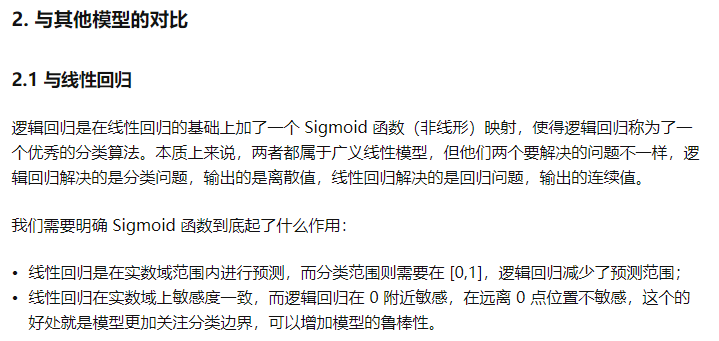 2. 与其他模型的对比
2.1 与线性回归
逻辑回归是在线性回归的基础上加了一个 Sigmoid 函数（非线形）映射，使得逻辑回归称为了一
个优秀的分类算法。本质上来说，两者都属于广义线性模型，但他们两个要解决的问题不一样，逻
辑回归解决的是分类问题，输出的是离散值，线性回归解决的是回归问题，输出的连续值。
我们需要明确 Sigmoid 函数到底起了什么作用：
• 线性回归是在实数域范围内进行预测，而分类范围则需要在 [0,1]，逻辑回归减少了预测范围；
• 线性回归在实数域上敏感度一致，而逻辑回归在 0 附近敏感，在远离 0 点位置不敏感，这个的
好处就是模型更加关注分类边界，可以增加模型的鲁棒性。